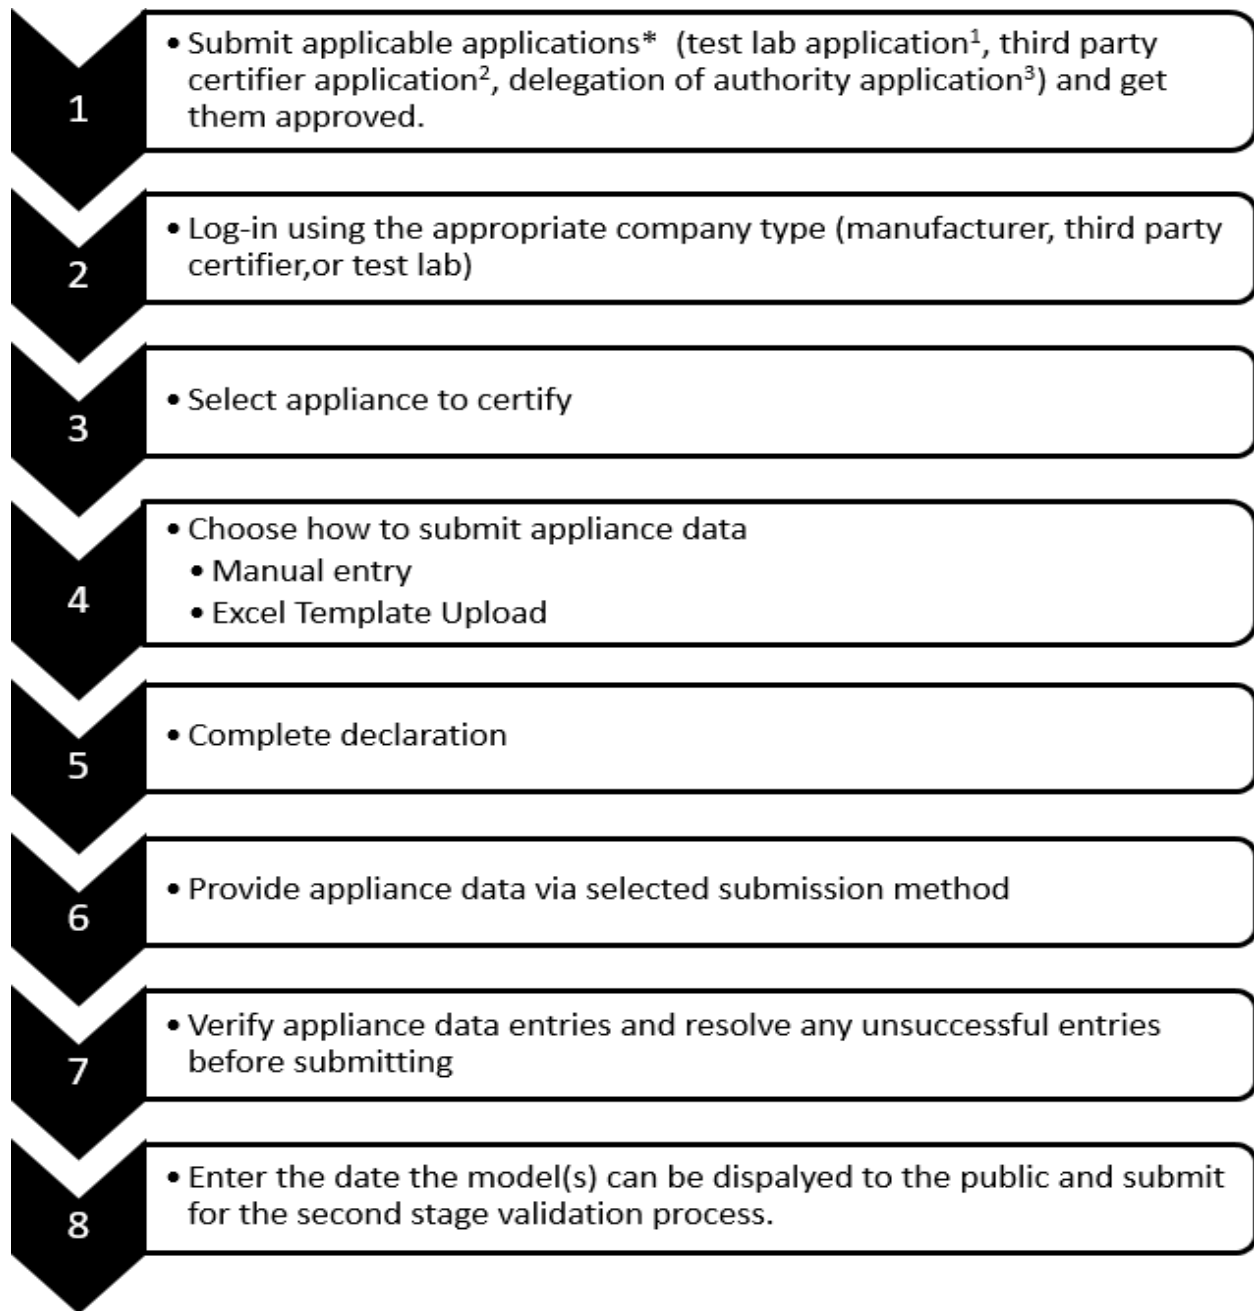 1
• Submit applicable applications* (test lab application¹, third party
certifier application², delegation of authority application³) and get
them approved.
2
• Log-in using the appropriate company type (manufacturer, third party
certifier,or test lab)
3
• Select appliance to certify
4
• Choose how to submit appliance data
• Manual entry
• Excel Template Upload
5
• Complete declaration
6
• Provide appliance data via selected submission method
7
• Verify appliance data entries and resolve any unsuccessful entries
before submitting
8
• Enter the date the model(s) can be dispalyed to the public and submit
for the second stage validation process.